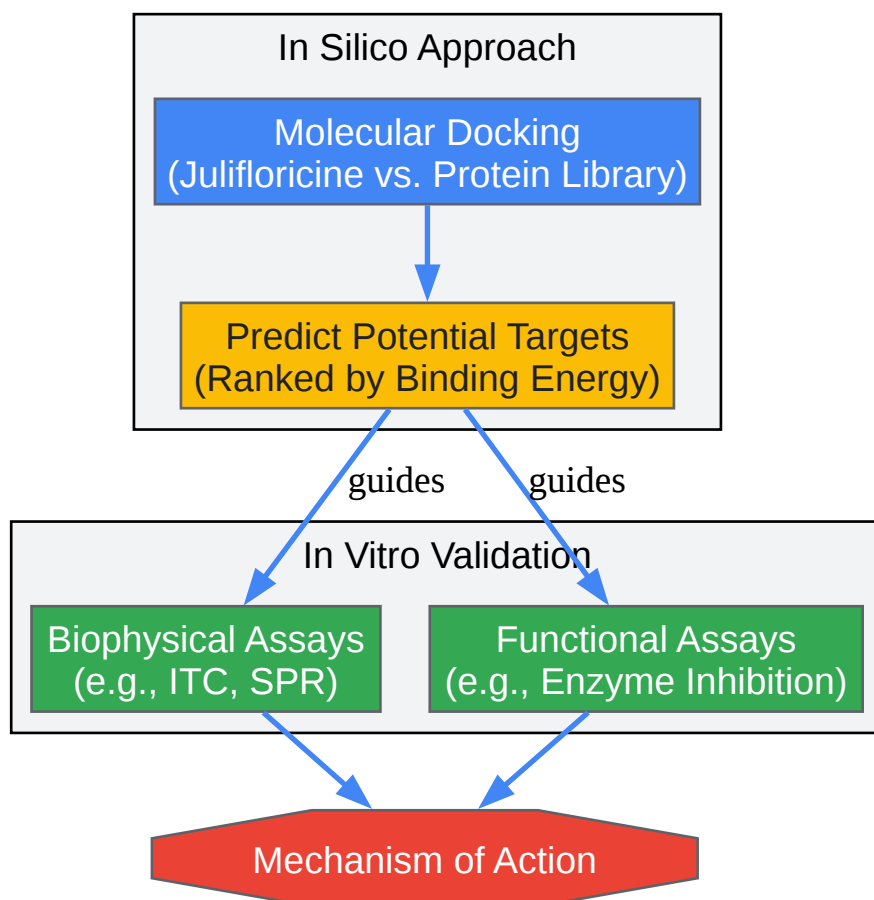 In Silico Approach
Molecular Docking
(Julifloricine vs. Protein Library)
Predict Potential Targets
(Ranked by Binding Energy)
guides
guides
In Vitro Validation
Biophysical Assays
(e.g., ITC, SPR)
Functional Assays
(e.g., Enzyme Inhibition)
Mechanism of Action